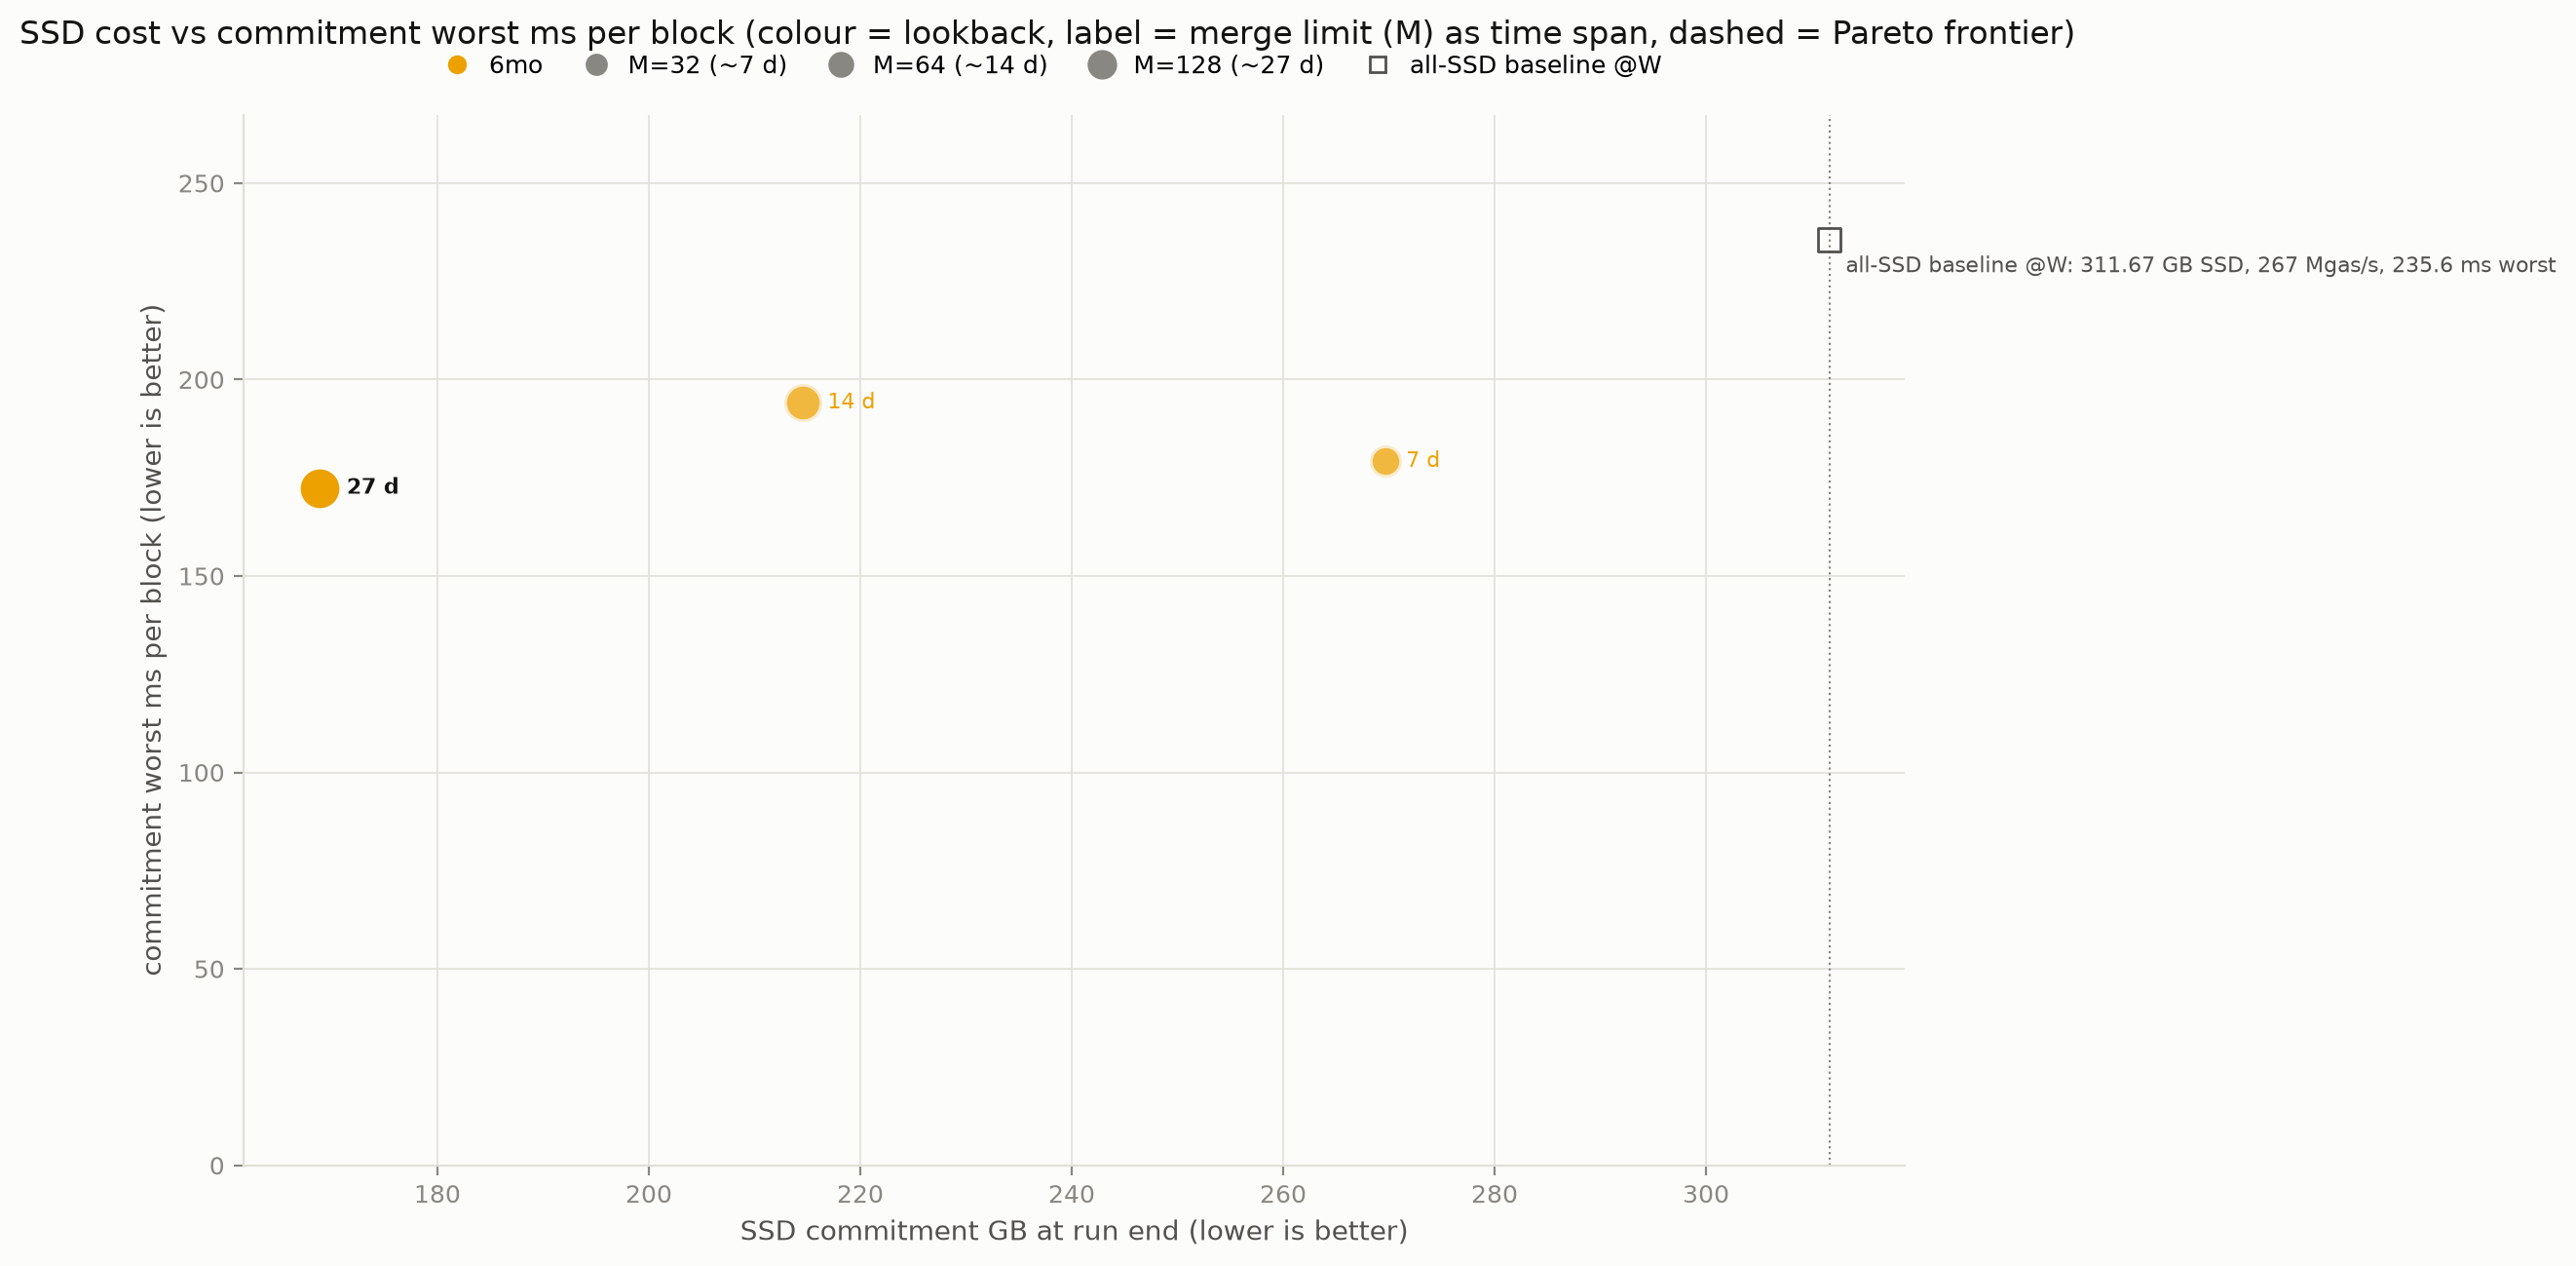 SSD cost vs commitment worst ms per block (colour = lookback, label = merge limit (M) as time span, dashed = Pareto frontier)
6mo M=32 (~7 d) M=64 (~14 d) M=128 (~27 d) all-SSD baseline @W
commitment worst ms per block (lower is better)
250
200
150
100
50
0
all-SSD baseline @W: 311.67 GB SSD, 267 Mgas/s, 235.6 ms worst
14 d
7 d
27 d
180 200 220 240 260 280 300
SSD commitment GB at run end (lower is better)